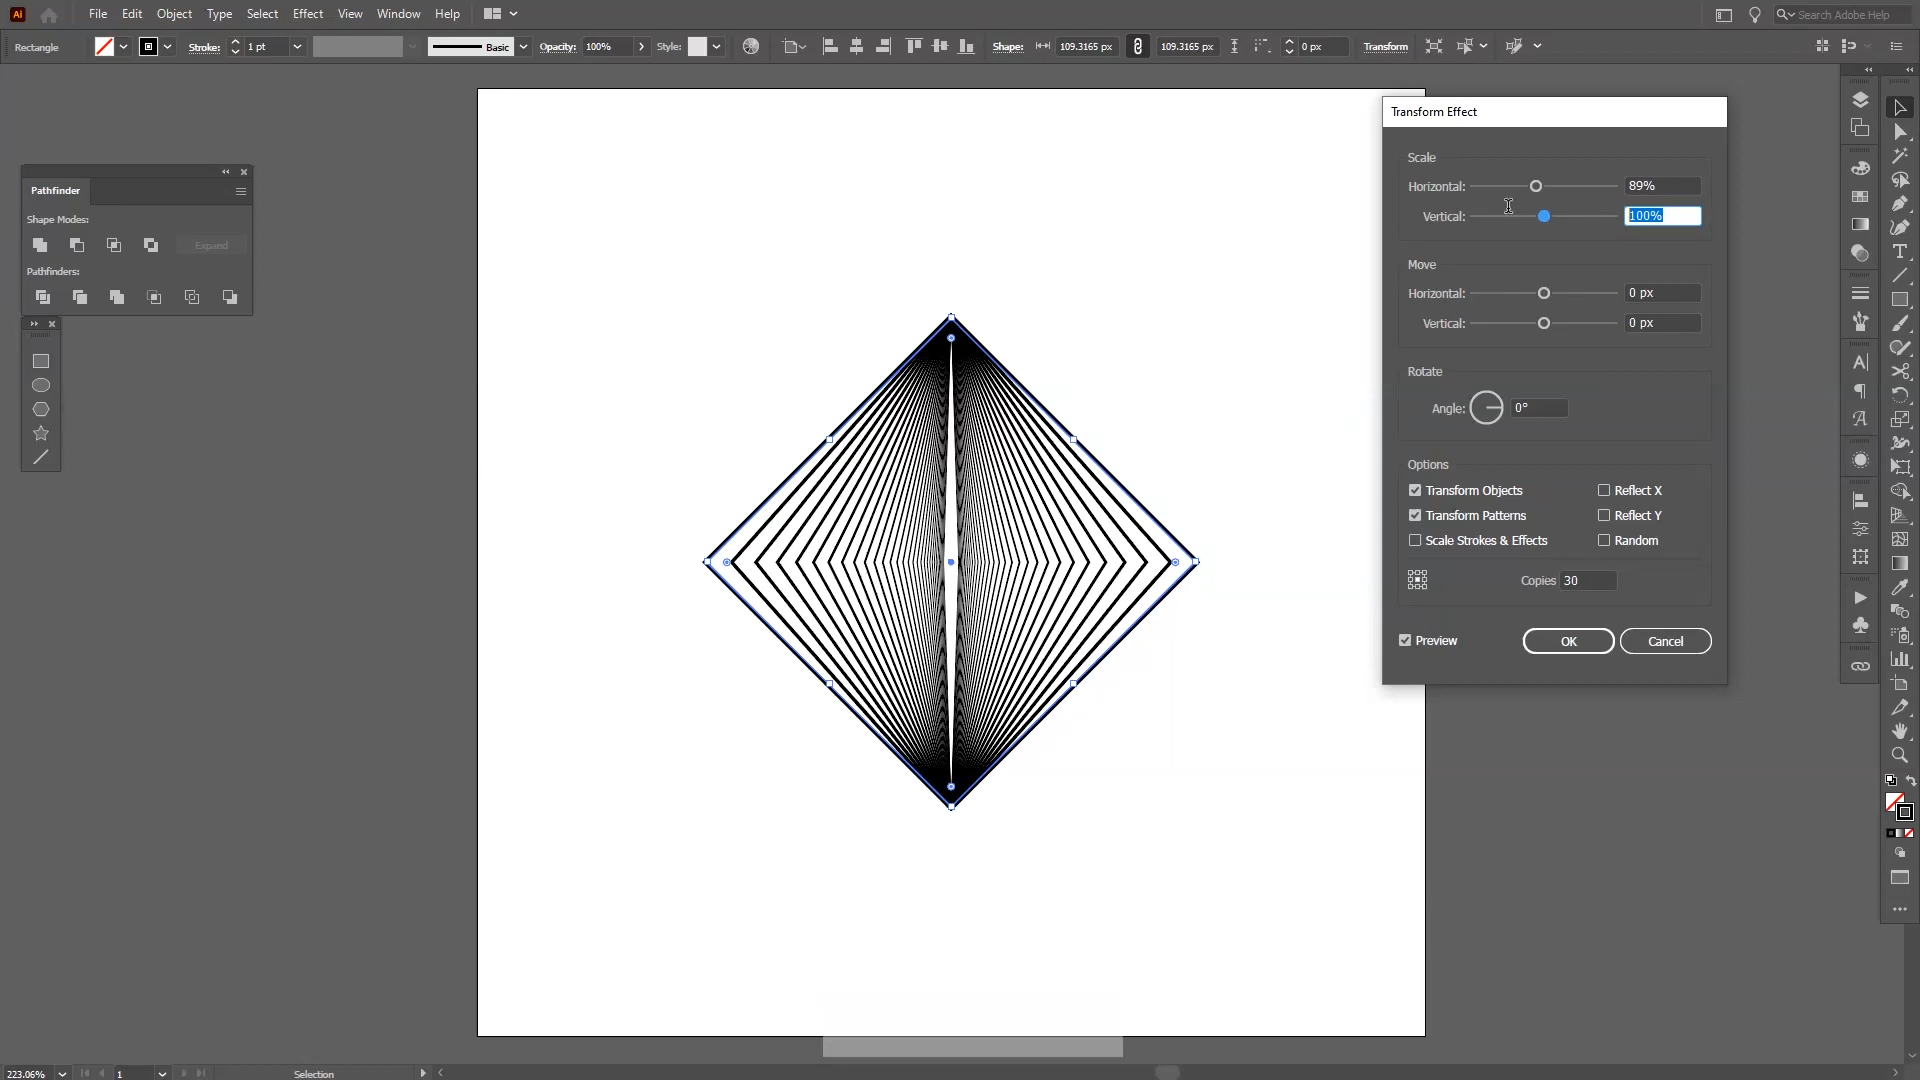 Ai File Edit Object Type Select Effect View Window Help Search Adobe Help
Rectangle Stroke: 1 pt Basic Opacity: 100% Style: Shape: 109.3165 px 109.3165 px 0 px Transform
Transform Effect
Scale
Horizontal: 89%
Vertical: 100%
Move
Horizontal: 0 px
Vertical: 0 px
Rotate
Angle: 0°
Options
Transform Objects Reflect X
Transform Patterns Reflect Y
Scale Strokes & Effects Random
Copies 30
Preview OK Cancel
Pathfinder
Shape Modes:
Expand
Pathfinders:
223.06% 1 Selection